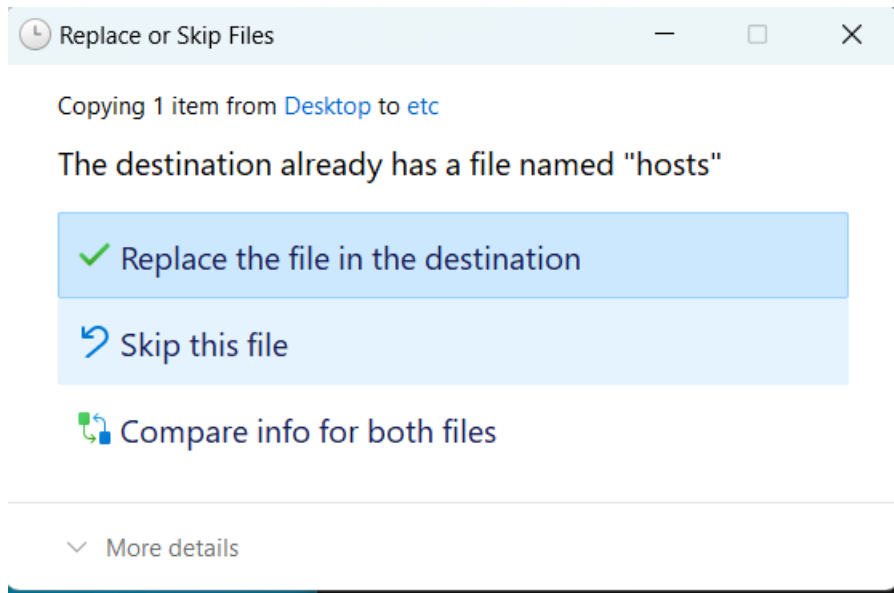 Replace or Skip Files
Copying 1 item from Desktop to etc
The destination already has a file named "hosts"
Replace the file in the destination
Skip this file
Compare info for both files
More details